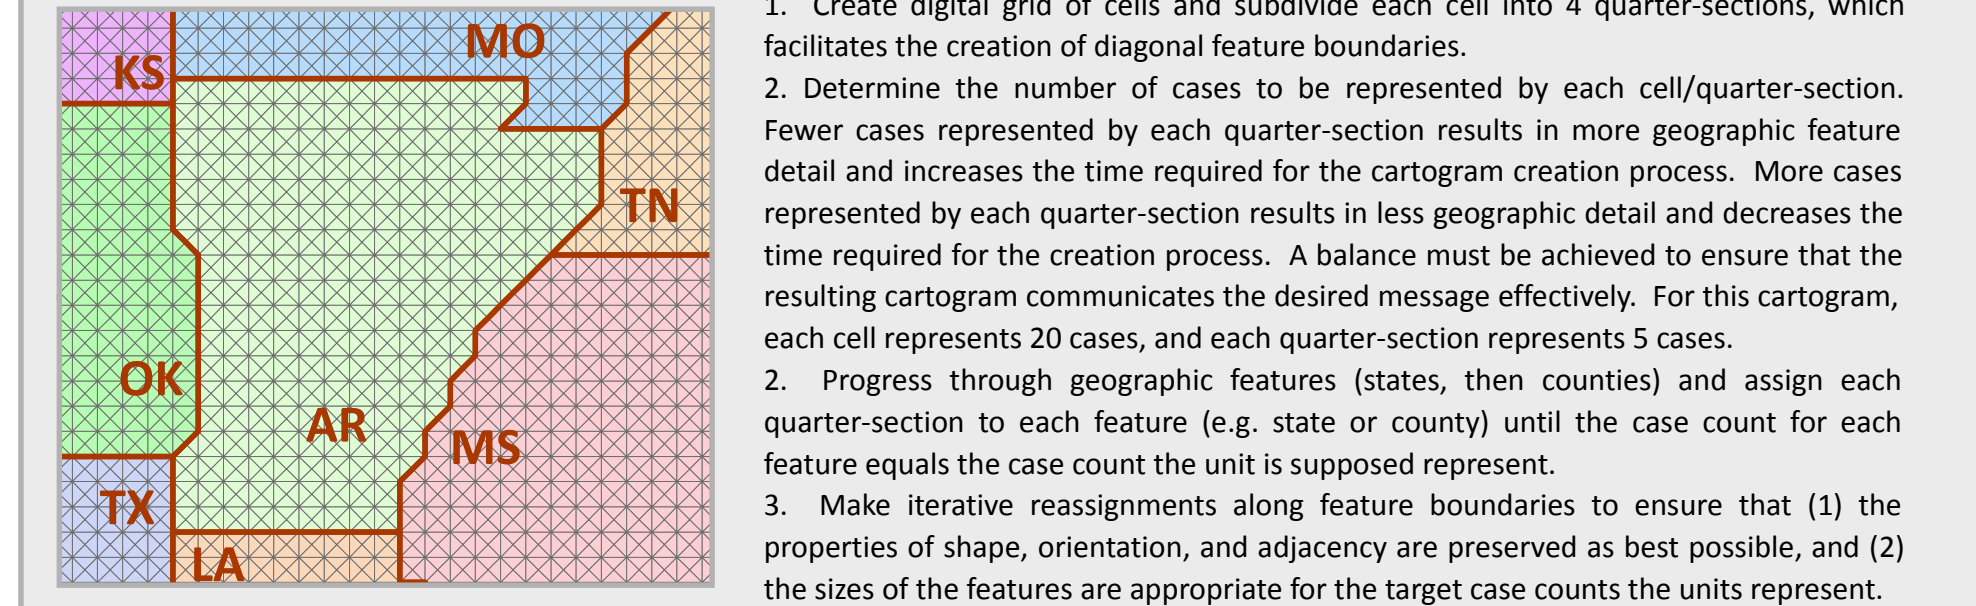 MO
KS
TN
OK
AR
MS
TX
LA
1. Create digital grid of cells and subdivide each cell into 4 quarter-sections, which
facilitates the creation of diagonal feature boundaries.
2. Determine the number of cases to be represented by each cell/quarter-section.
Fewer cases represented by each quarter-section results in more geographic feature
detail and increases the time required for the cartogram creation process. More cases
represented by each quarter-section results in less geographic detail and decreases the
time required for the creation process. A balance must be achieved to ensure that the
resulting cartogram communicates the desired message effectively. For this cartogram,
each cell represents 20 cases, and each quarter-section represents 5 cases.
2. Progress through geographic features (states, then counties) and assign each
quarter-section to each feature (e.g. state or county) until the case count for each
feature equals the case count the unit is supposed represent.
3. Make iterative reassignments along feature boundaries to ensure that (1) the
properties of shape, orientation, and adjacency are preserved as best possible, and (2)
the sizes of the features are appropriate for the target case counts the units represent.